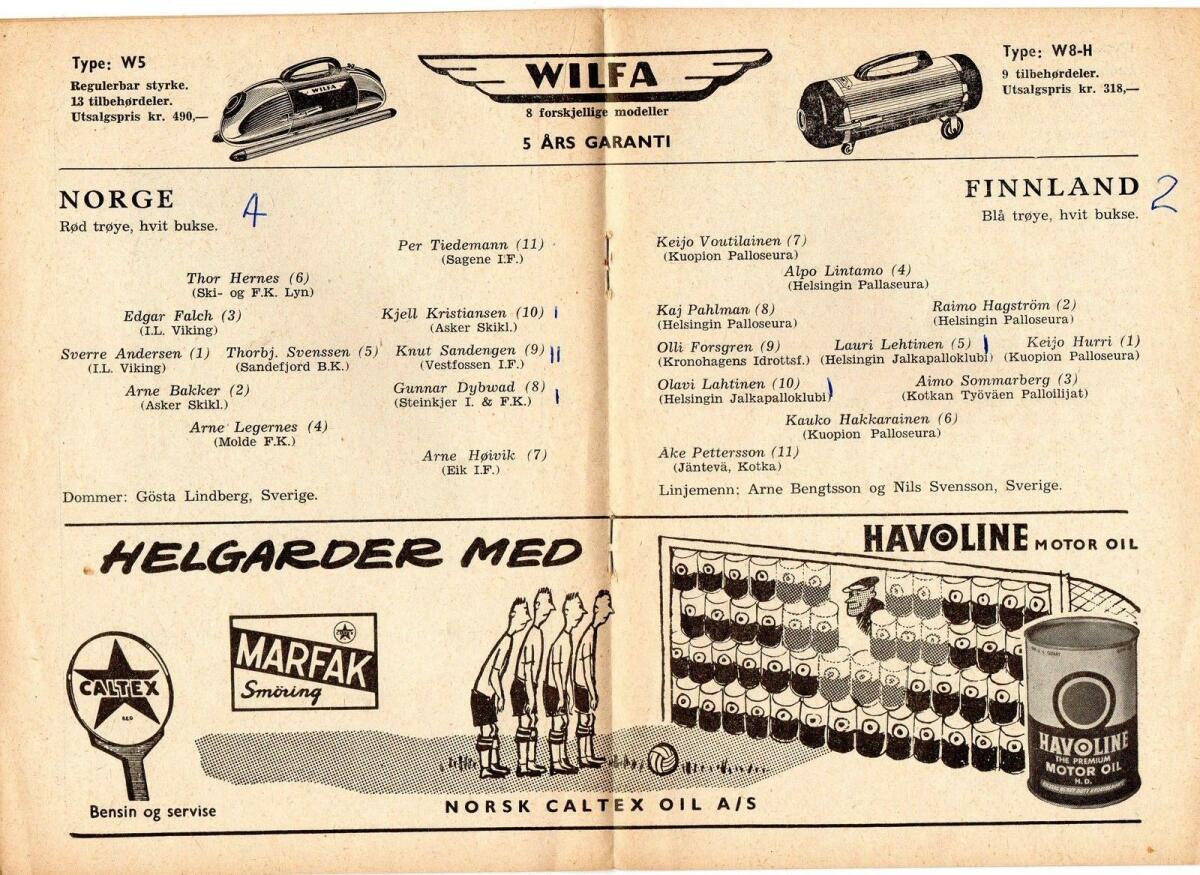 Type: W5
Regulerbar styrke.
13 tilbehørdeler.
Utsalgspris kr. 490,—
WILFA
WILFA
8 forskjellige modeller
5 ÅRS GARANTI
Type: W8-H
9 tilbehørdeler.
Utsalgspris kr. 318,—
NORGE 4
Rød trøye, hvit bukse.
Per Tiedemann (11)
(Sagene I.F.)
Thor Hernes (6)
(Ski- og F.K. Lyn)
Edgar Falch (3)
(I.L. Viking)
Kjell Kristiansen (10) I
(Asker Skikl.)
Sverre Andersen (1)
(I.L. Viking)
Thorbj. Svenssen (5)
(Sandefjord B.K.)
Knut Sandengen (9) II
(Vestfossen I.F.)
Arne Bakker (2)
(Asker Skikl.)
Gunnar Dybwad (8) I
(Steinkjer I. & F.K.)
Arne Legernes (4)
(Molde F.K.)
Arne Høivik (7)
(Eik I.F.)
Dommer: Gösta Lindberg, Sverige.
FINNLAND 2
Blå trøye, hvit bukse.
Keijo Voutilainen (7)
(Kuopion Palloseura)
Alpo Lintamo (4)
(Helsingin Pallaseura)
Kaj Pahlman (8)
(Helsingin Palloseura)
Raimo Hagström (2)
(Helsingin Palloseura)
Olli Forsgren (9)
(Kronohagens Idrottsf.)
Lauri Lehtinen (5) I
(Helsingin Jalkapalloklubi)
Keijo Hurri (1)
(Kuopion Palloseura)
Olavi Lahtinen (10) I
(Helsingin Jalkapalloklubi)
Aimo Sommarberg (3)
(Kotkan Työväen Palloilijat)
Kauko Hakkarainen (6)
(Kuopion Palloseura)
Åke Pettersson (11)
(Jäntevä, Kotka)
Linjemenn: Arne Bengtsson og Nils Svensson, Sverige.
HELGARDER MED
HAVOLINE MOTOR OIL
CALTEX
REG
MARFAK
Smöring
Bensin og servise
NORSK CALTEX OIL A/S
HAVOLINE
THE PREMIUM
MOTOR OIL
H.D.